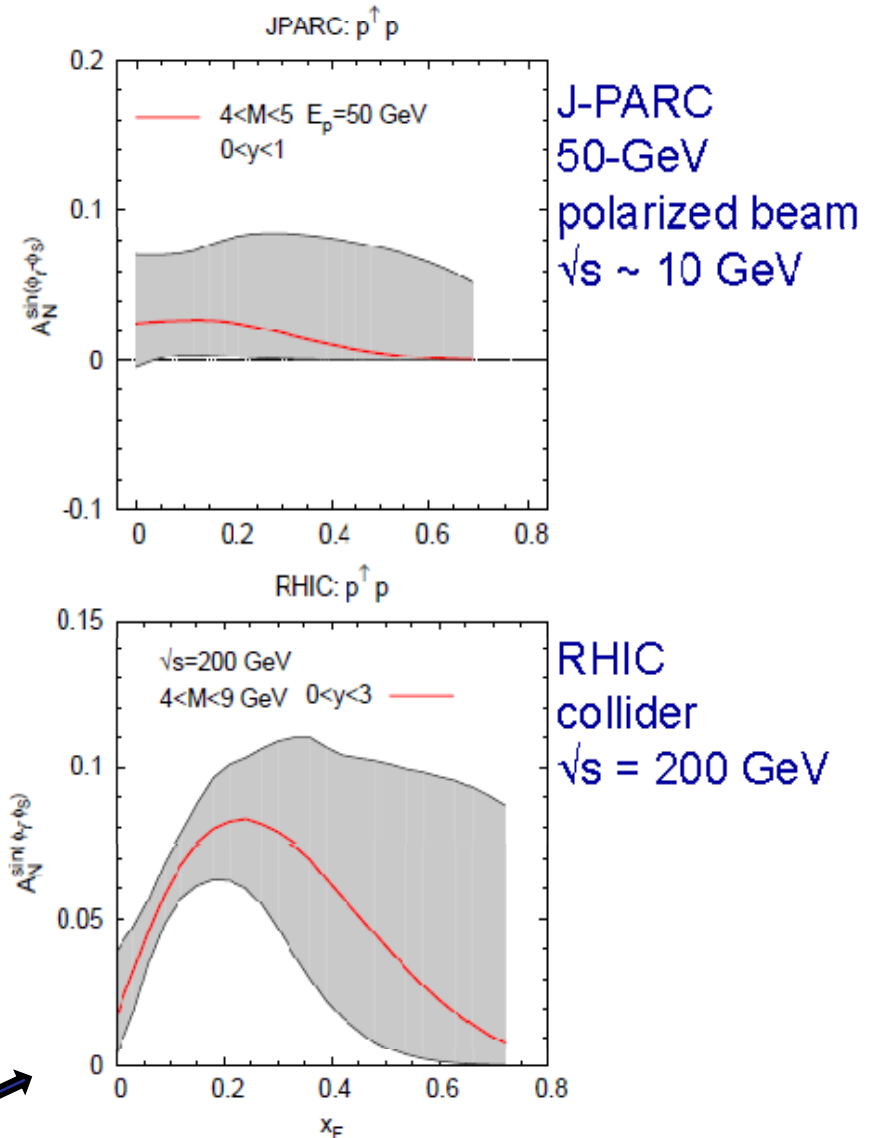 JPARC: p↑ p
0.2
4<M<5 E_p=50 GeV
0<y<1
0.1
0
-0.1
A_N^sin(φ_γ-φ_S)
0 0.2 0.4 0.6 0.8
J-PARC
50-GeV
polarized beam
√s ~ 10 GeV
RHIC: p↑ p
0.15
√s=200 GeV
4<M<9 GeV 0<y<3
0.1
0.05
0
A_N^sin(φ_γ-φ_S)
0 0.2 0.4 0.6 0.8
x_F
RHIC
collider
√s = 200 GeV